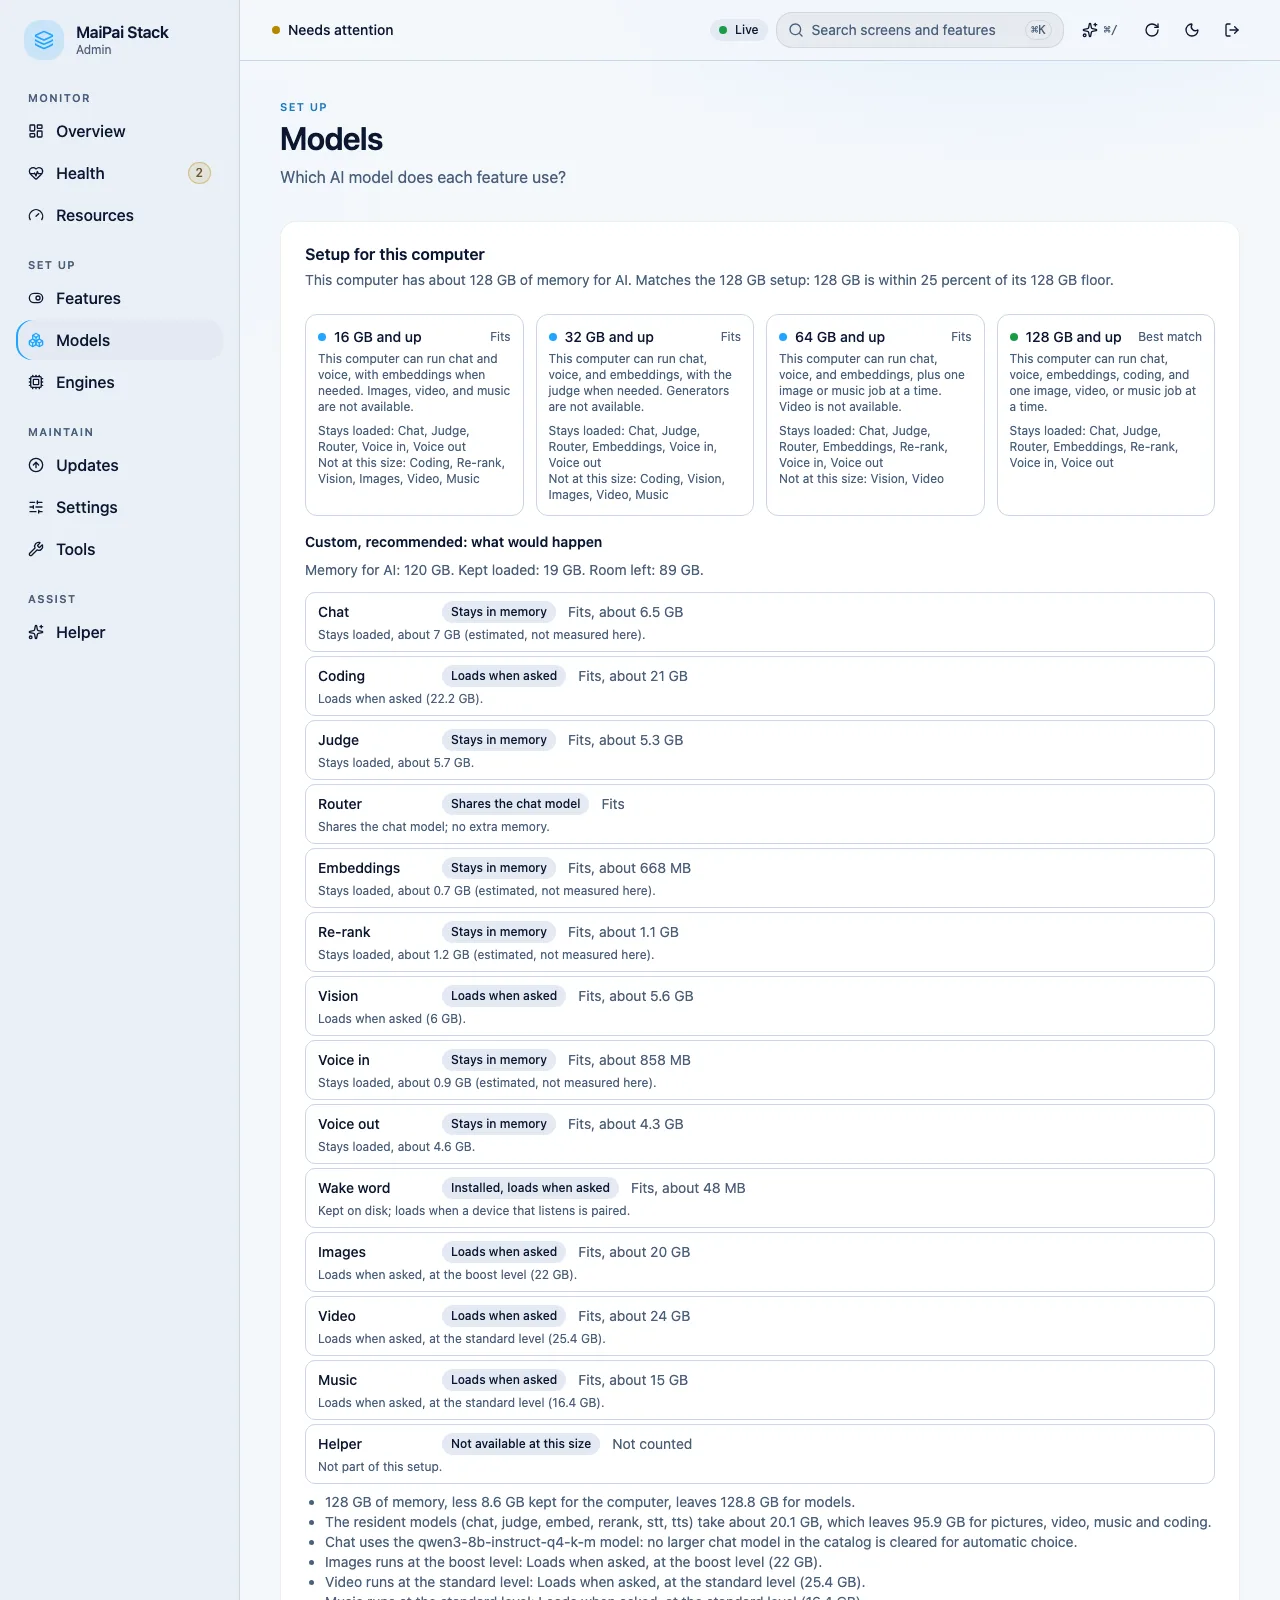 MaiPai Stack
Admin
MONITOR
Overview
Health
2
Resources
SET UP
Features
Models
Engines
MAINTAIN
Updates
Settings
Tools
ASSIST
Helper
Needs attention
Live
Search screens and features
⌘K
⌘/
SET UP
Models
Which AI model does each feature use?
Setup for this computer
This computer has about 128 GB of memory for AI. Matches the 128 GB setup: 128 GB is within 25 percent of its 128 GB floor.
16 GB and up
Fits
This computer can run chat and
voice, with embeddings when
needed. Images, video, and music
are not available.
Stays loaded: Chat, Judge,
Router, Voice in, Voice out
Not at this size: Coding, Re-rank,
Vision, Images, Video, Music
32 GB and up
Fits
This computer can run chat,
voice, and embeddings, with the
judge when needed. Generators
are not available.
Stays loaded: Chat, Judge,
Router, Embeddings, Voice in,
Voice out
Not at this size: Coding, Vision,
Images, Video, Music
64 GB and up
Fits
This computer can run chat,
voice, and embeddings, plus one
image or music job at a time.
Video is not available.
Stays loaded: Chat, Judge,
Router, Embeddings, Re-rank,
Voice in, Voice out
Not at this size: Vision, Video
128 GB and up
Best match
This computer can run chat,
voice, embeddings, coding, and
one image, video, or music job at
a time.
Stays loaded: Chat, Judge,
Router, Embeddings, Re-rank,
Voice in, Voice out
Custom, recommended: what would happen
Memory for AI: 120 GB. Kept loaded: 19 GB. Room left: 89 GB.
Chat Stays in memory Fits, about 6.5 GB
Stays loaded, about 7 GB (estimated, not measured here).
Coding Loads when asked Fits, about 21 GB
Loads when asked (22.2 GB).
Judge Stays in memory Fits, about 5.3 GB
Stays loaded, about 5.7 GB.
Router Shares the chat model Fits
Shares the chat model; no extra memory.
Embeddings Stays in memory Fits, about 668 MB
Stays loaded, about 0.7 GB (estimated, not measured here).
Re-rank Stays in memory Fits, about 1.1 GB
Stays loaded, about 1.2 GB (estimated, not measured here).
Vision Loads when asked Fits, about 5.6 GB
Loads when asked (6 GB).
Voice in Stays in memory Fits, about 858 MB
Stays loaded, about 0.9 GB (estimated, not measured here).
Voice out Stays in memory Fits, about 4.3 GB
Stays loaded, about 4.6 GB.
Wake word Installed, loads when asked Fits, about 48 MB
Kept on disk; loads when a device that listens is paired.
Images Loads when asked Fits, about 20 GB
Loads when asked, at the boost level (22 GB).
Video Loads when asked Fits, about 24 GB
Loads when asked, at the standard level (25.4 GB).
Music Loads when asked Fits, about 15 GB
Loads when asked, at the standard level (16.4 GB).
Helper Not available at this size Not counted
Not part of this setup.
• 128 GB of memory, less 8.6 GB kept for the computer, leaves 128.8 GB for models.
• The resident models (chat, judge, embed, rerank, stt, tts) take about 20.1 GB, which leaves 95.9 GB for pictures, video, music and coding.
• Chat uses the qwen3-8b-instruct-q4-k-m model: no larger chat model in the catalog is cleared for automatic choice.
• Images runs at the boost level: Loads when asked, at the boost level (22 GB).
• Video runs at the standard level: Loads when asked, at the standard level (25.4 GB).
• Music runs at the standard level: Loads when asked, at the standard level (16.4 GB).